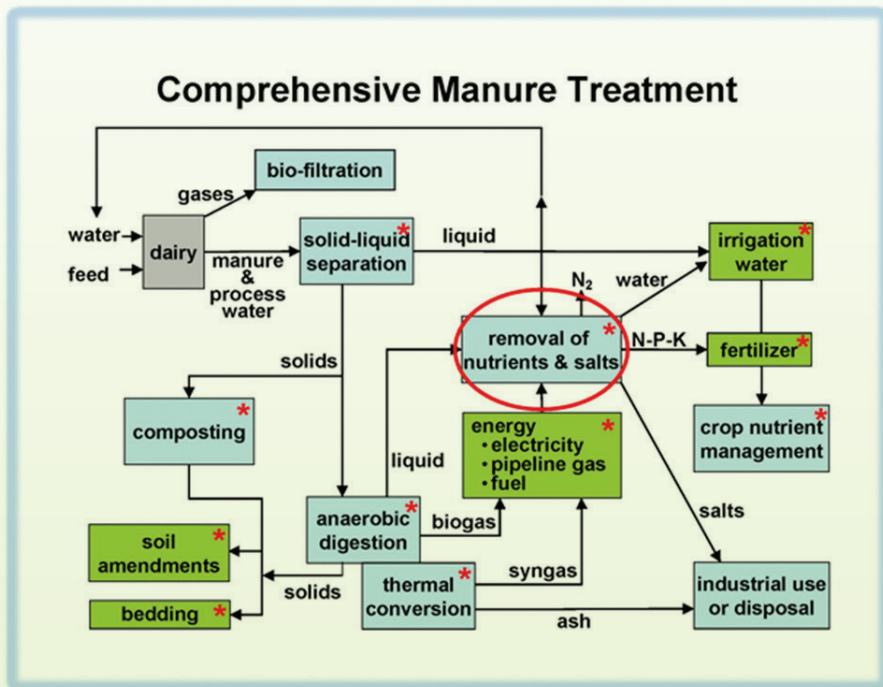 Comprehensive Manure Treatment
bio-filtration
gases
water
feed
dairy
manure
&
process
water
solid-liquid
separation
*
liquid
irrigation
water
*
N₂
water
removal of
nutrients & salts
*
N-P-K
fertilizer
*
solids
composting
*
liquid
energy
• electricity
• pipeline gas
• fuel
*
crop nutrient
management
*
anaerobic
digestion
*
biogas
salts
soil
amendments
*
solids
bedding
*
thermal
conversion
*
syngas
ash
industrial use
or disposal